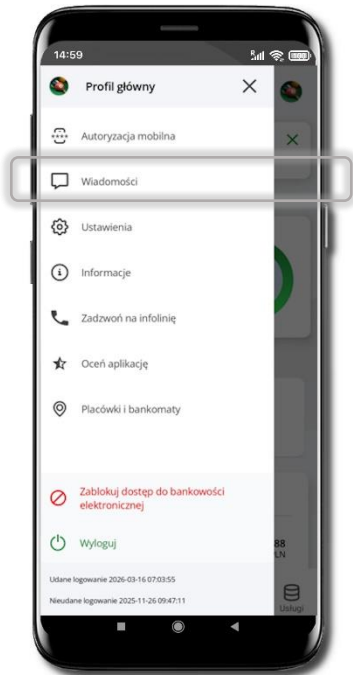 14:59
Profil główny
Autoryzacja mobilna
Wiadomości
Ustawienia
Informacje
Zadzwoń na infolinię
Oceń aplikację
Placówki i bankomaty
Zablokuj dostęp do bankowości
elektronicznej
Wyloguj
88
PLN
Udane logowanie 2026-03-16 07:03:55
Nieudane logowanie 2025-11-26 09:47:11
Usługi